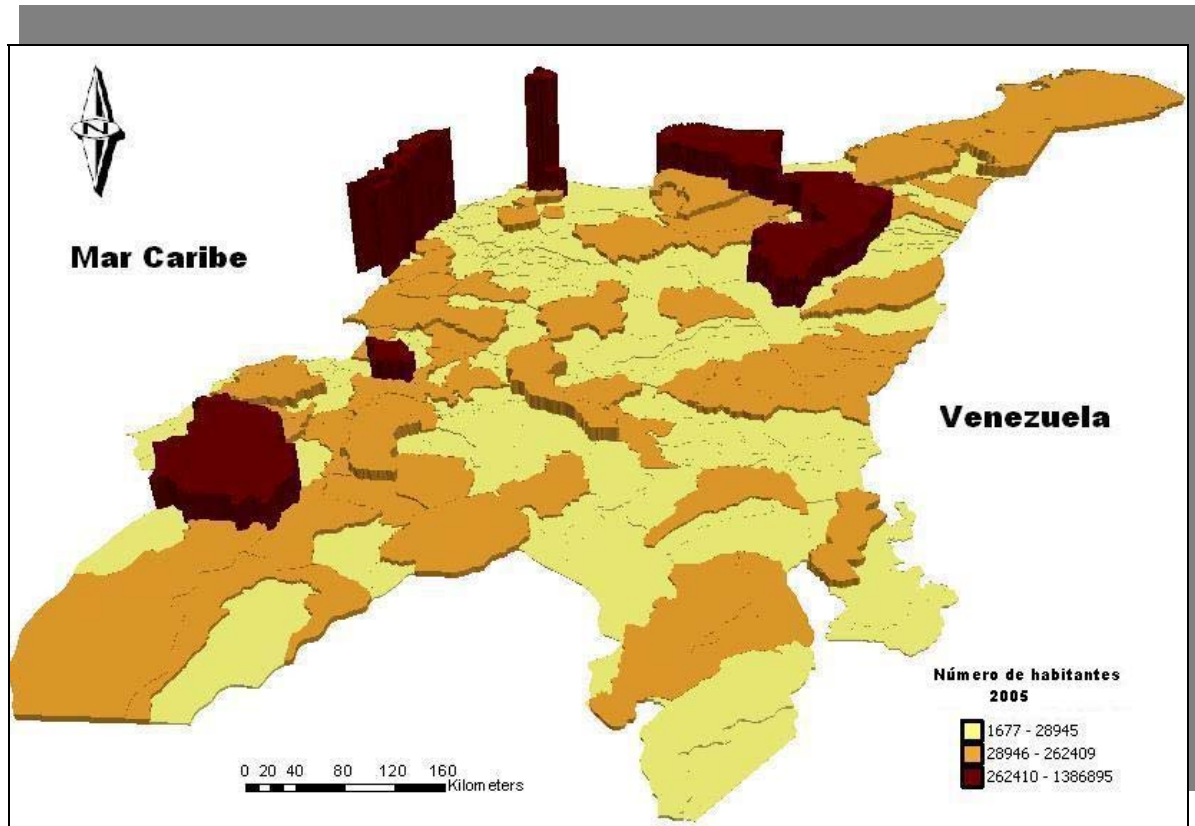 N
Mar Caribe
Venezuela
Número de habitantes
2005
1677 - 28945
28946 - 262409
262410 - 1386895
0 20 40 80 120 160
Kilometers